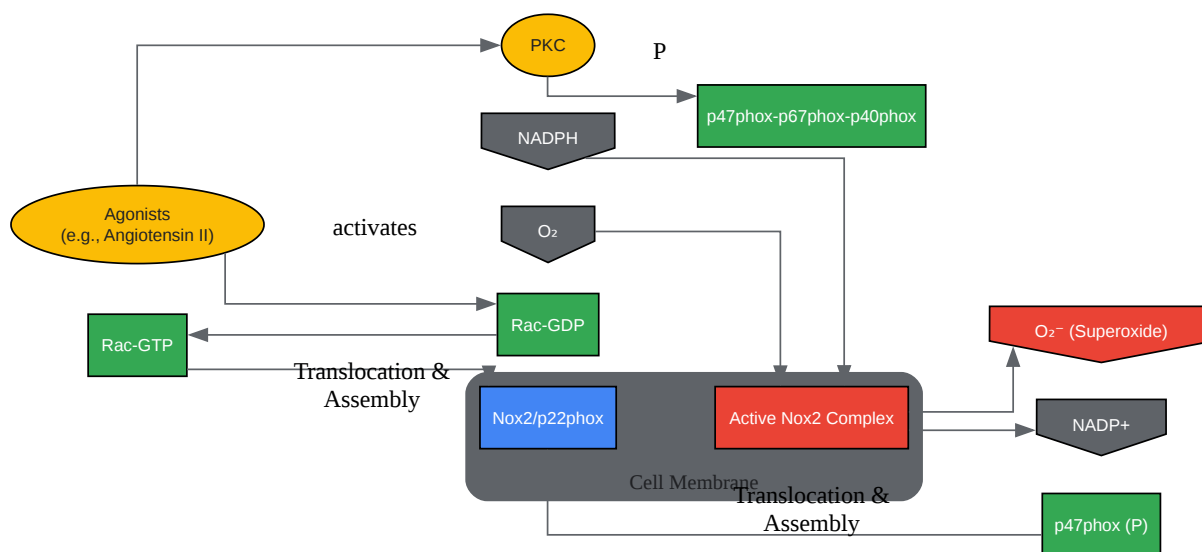 PKC
P
p47phox-p67phox-p40phox
NADPH
Agonists
(e.g., Angiotensin II)
activates
O₂
Rac-GDP
Rac-GTP
O₂⁻ (Superoxide)
Translocation &
Assembly
Nox2/p22phox
Active Nox2 Complex
NADP+
Cell Membrane
Translocation &
Assembly
p47phox (P)